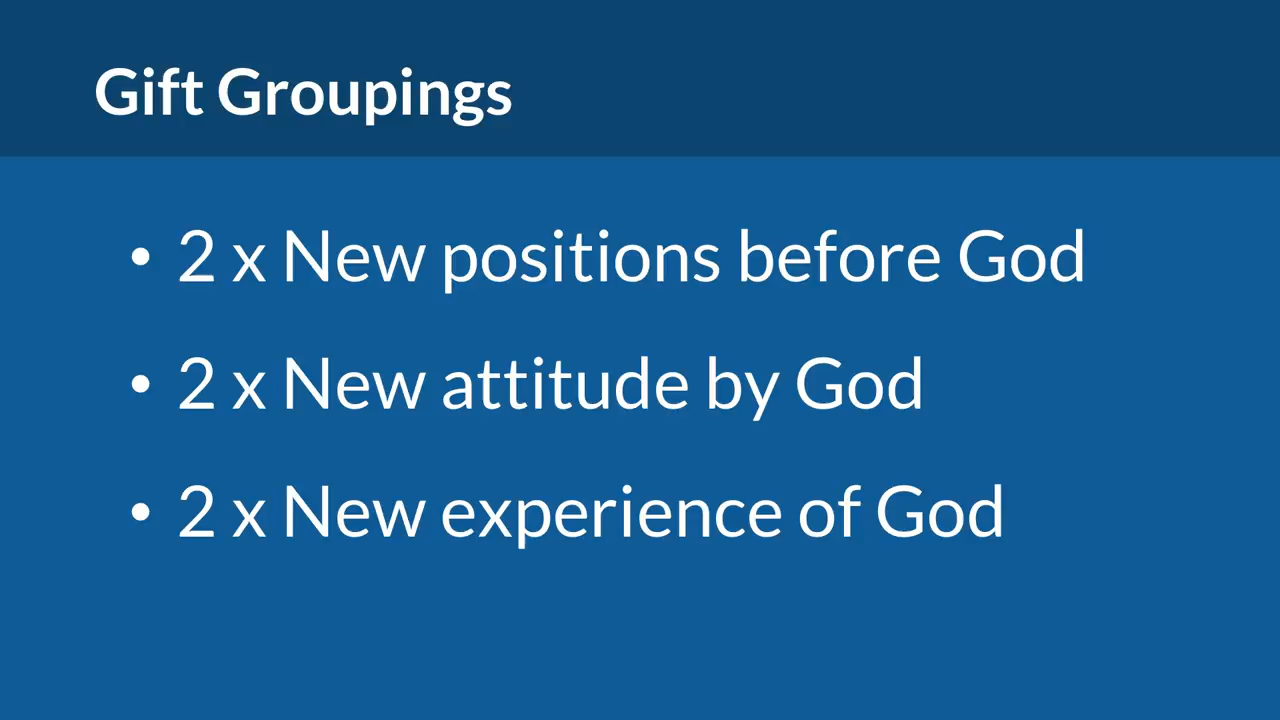 Gift Groupings
• 2 x New positions before God
• 2 x New attitude by God
• 2 x New experience of God